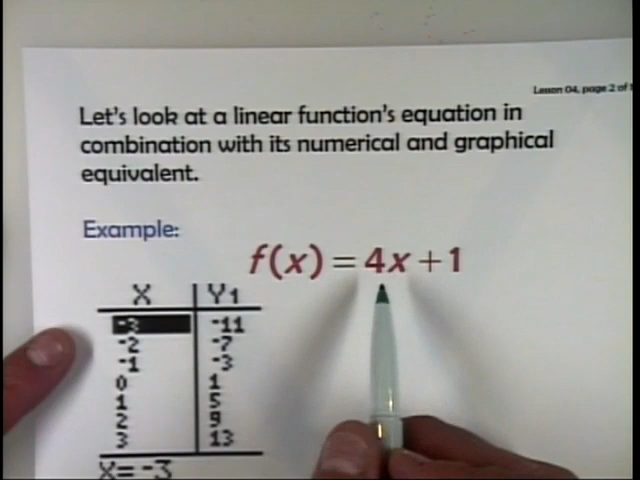 Lesson 04, page 2 of
Let's look at a linear function's equation in
combination with its numerical and graphical
equivalent.
Example:
f(x) = 4x + 1
X Y1
-3 -11
-2 -7
-1 -3
0 1
1 5
2 9
3 13
X= -3